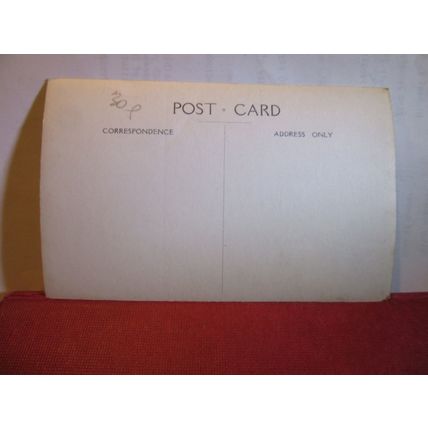 30p
POST · CARD
CORRESPONDENCE
ADDRESS ONLY